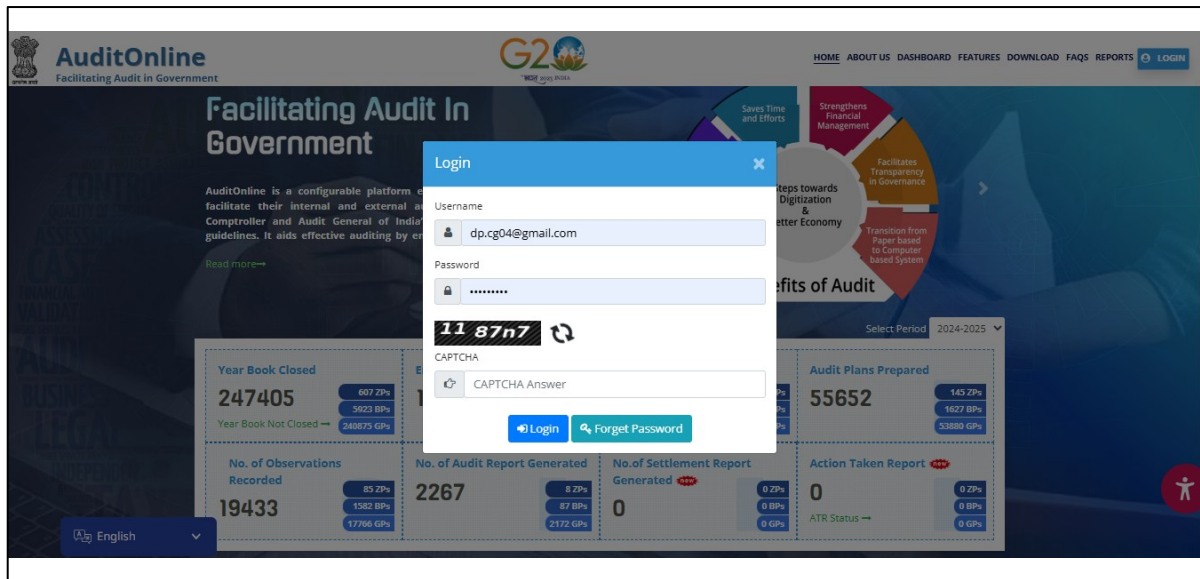 AuditOnline
Facilitating Audit in Government
G20
HOME ABOUT US DASHBOARD FEATURES DOWNLOAD FAQS REPORTS LOGIN
Facilitating Audit In
Government
AuditOnline is a configurable platform
facilitate their internal and external
Comptroller and Audit General of India'
guidelines. It aids effective auditing by
Read more
Saves Time
and Efforts
Strengthens
Financial
Management
Facilitates
Transparency
in Governance
Transition from
Paper based
to Computer
based System
Steps towards
Digitization
&
Better Economy
efits of Audit
Login
×
Username
dp.cg04@gmail.com
Password
•••••••••
11 87n7
CAPTCHA
CAPTCHA Answer
Login
Forget Password
Select Period 2024-2025
Year Book Closed
247405
607 ZPs
5923 BPs
240875 GPs
Year Book Not Closed →
Audit Plans Prepared
55652
145 ZPs
1627 BPs
53880 GPs
No. of Observations
Recorded
19433
85 ZPs
1582 BPs
17766 GPs
No. of Audit Report Generated
2267
8 ZPs
87 BPs
2172 GPs
No.of Settlement Report
Generated new
0
0 ZPs
0 BPs
0 GPs
Action Taken Report new
0
ATR Status →
0 ZPs
0 BPs
0 GPs
English